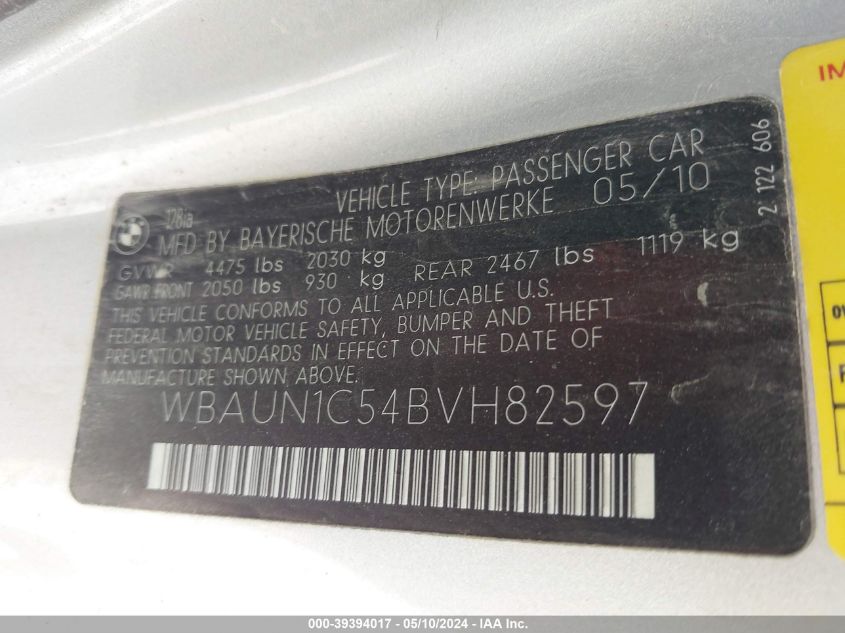 IM
2 122 606
128ia
VEHICLE TYPE: PASSENGER CAR
MFD BY BAYERISCHE MOTORENWERKE 05/10
GVWR 4475 lbs 2030 kg
GAWR FRONT 2050 lbs 930 kg REAR 2467 lbs 1119 kg
THIS VEHICLE CONFORMS TO ALL APPLICABLE U.S.
FEDERAL MOTOR VEHICLE SAFETY, BUMPER AND THEFT
PREVENTION STANDARDS IN EFFECT ON THE DATE OF
MANUFACTURE SHOWN ABOVE.
WBAUN1C54BVH82597
000-39394017 - 05/10/2024 - IAA Inc.